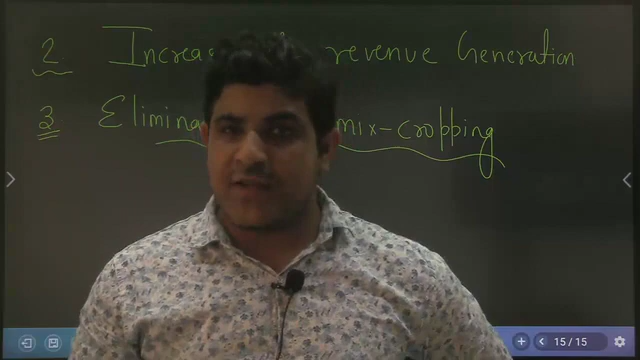 2 Increas revenue Generation
3 Elimina mix-cropping
15 / 15